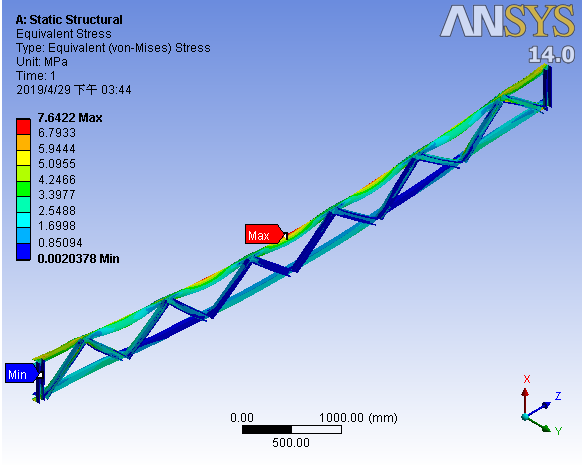 A: Static Structural
Equivalent Stress
Type: Equivalent (von-Mises) Stress
Unit: MPa
Time: 1
2019/4/29 下午 03:44
ANSYS
14.0
7.6422 Max
6.7933
5.9444
5.0955
4.2466
3.3977
2.5488
1.6998
0.85094
0.0020378 Min
Max
Min
0.00
1000.00 (mm)
500.00
X
Z
Y